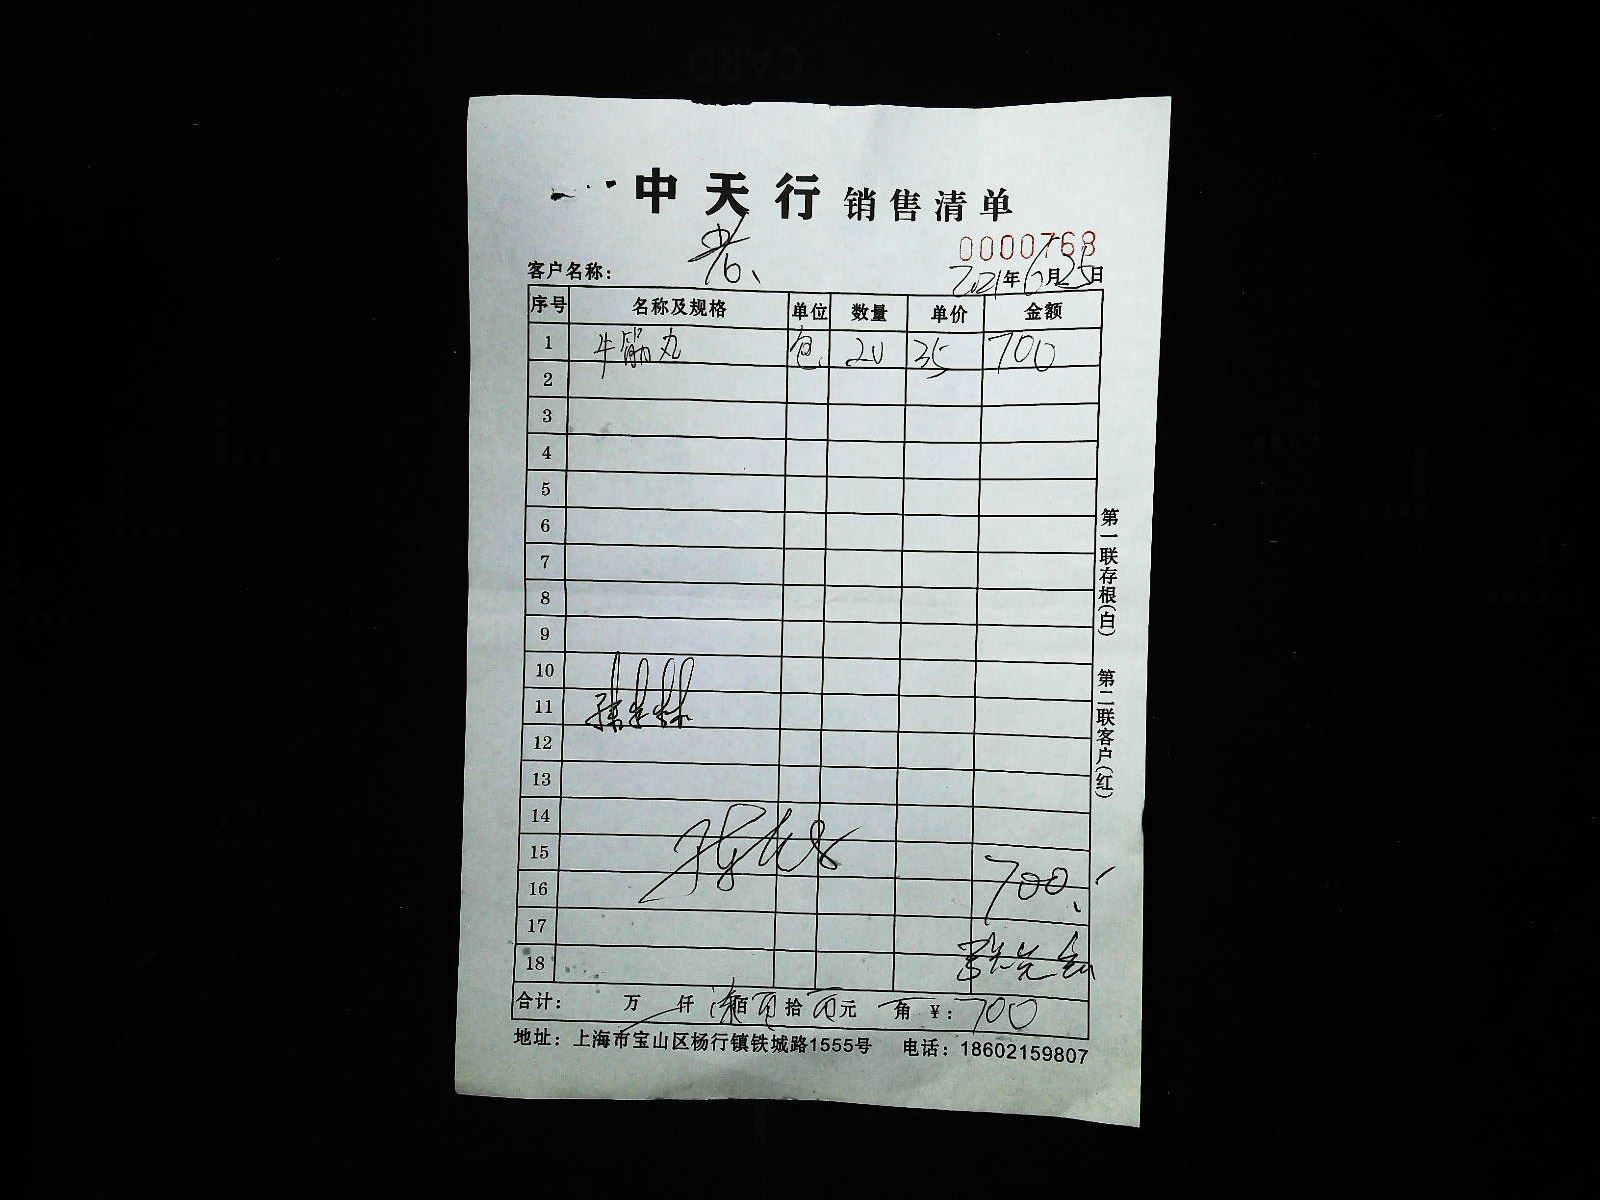 中天行 销售清单
0000768
客户名称:
2021年6月25日
序号 名称及规格 单位 数量 单价 金额
1 牛筋丸 包 20 35 700
2
3
4
5
6
7
8
9
10
11
12
13
14
15
16 700、
17
18
合计: 万 仟 柒佰 零拾 零元 角 ¥: 700
地址: 上海市宝山区杨行镇铁城路1555号 电话: 18602159807
第一联存根(白) 第二联客户(红)